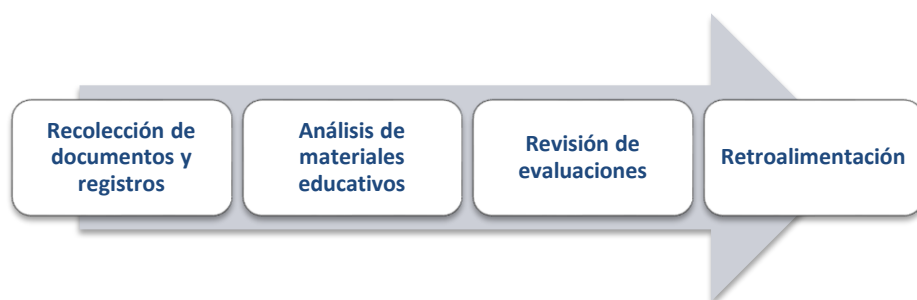 Recolección de
documentos y
registros
Análisis de
materiales
educativos
Revisión de
evaluaciones
Retroalimentación